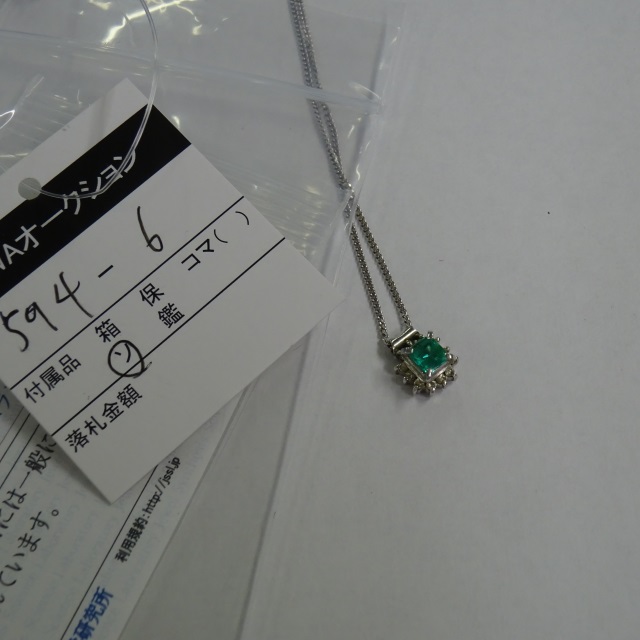 Aオークション
594-6
付属品 箱 保 コマ( )
ソ 鑑
落札金額
には一般に
ています。
利用規約:http://jgl.jp
研究所